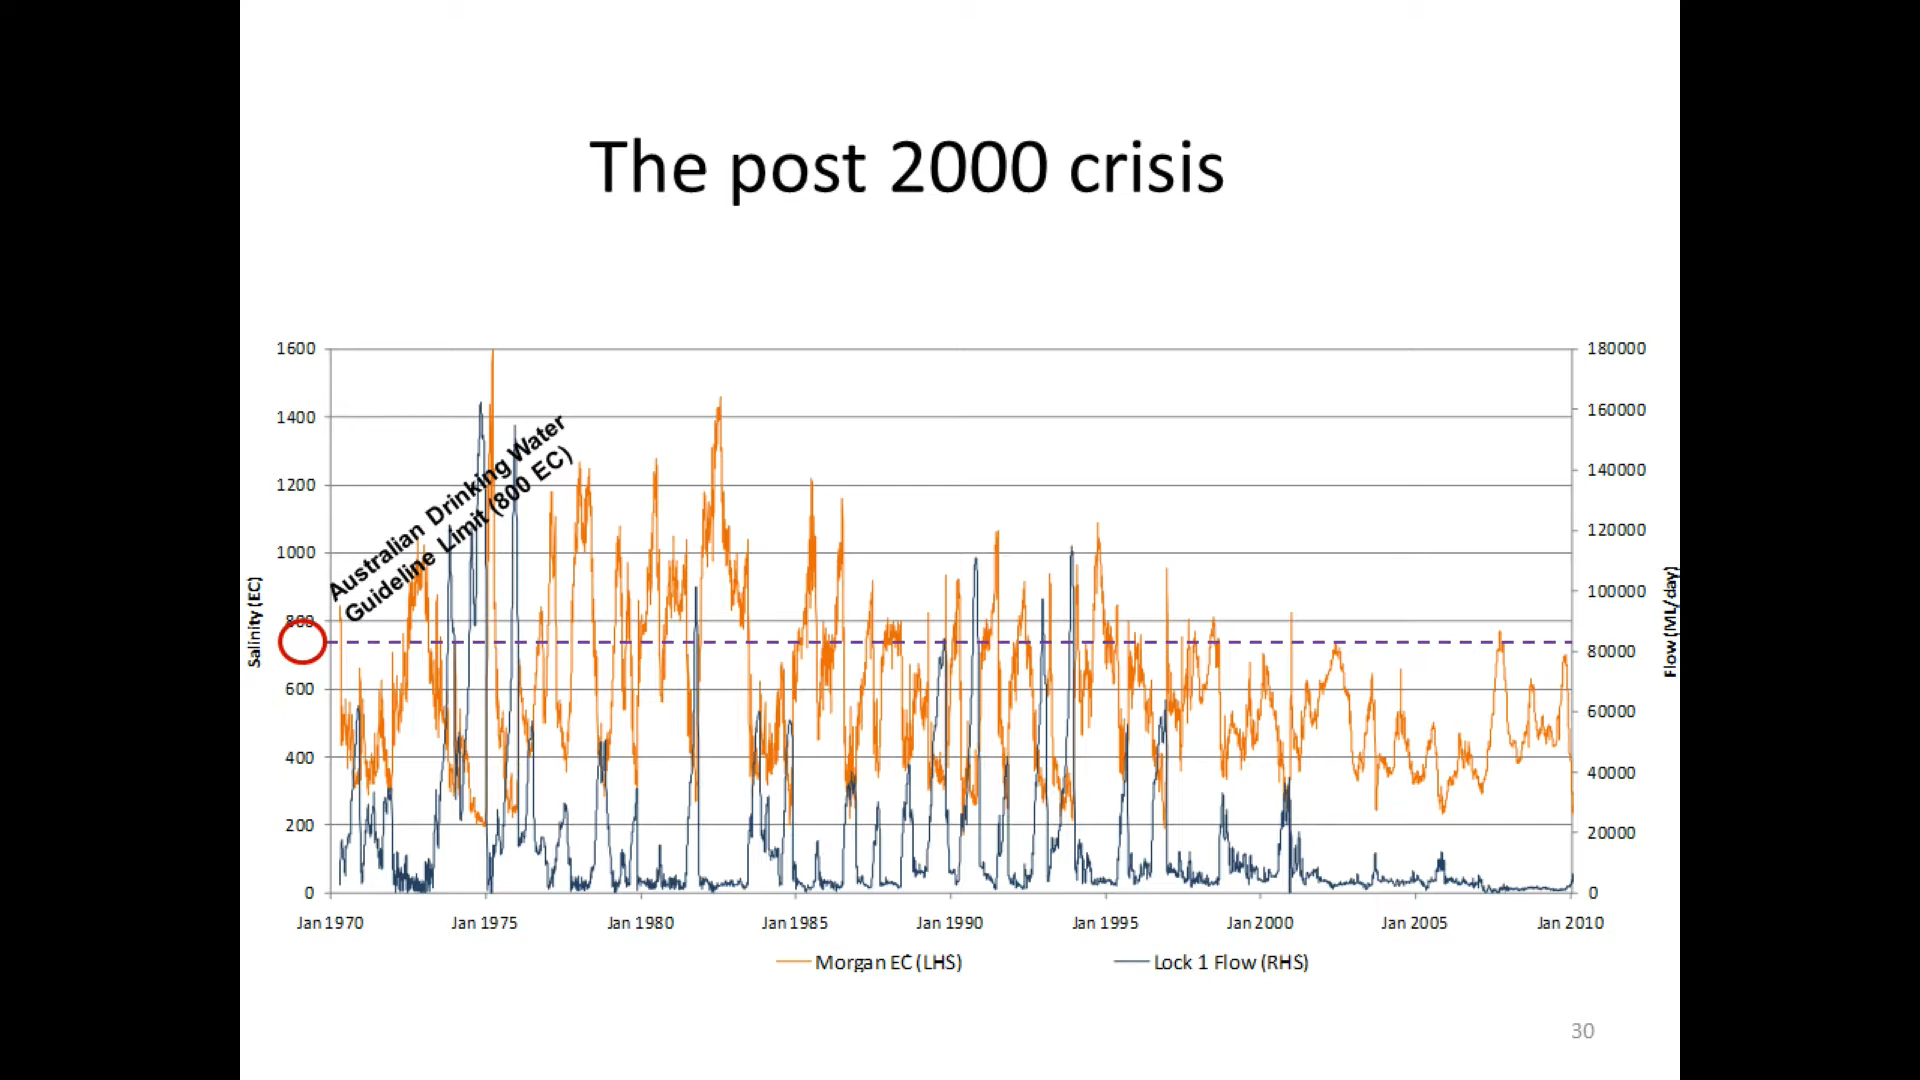 The post 2000 crisis
1600
1400
1200
1000
800
600
400
200
0
Salinity (EC)
Australian Drinking Water
Guideline Limit (800 EC)
180000
160000
140000
120000
100000
80000
60000
40000
20000
0
Flow (ML/day)
Jan 1970 Jan 1975 Jan 1980 Jan 1985 Jan 1990 Jan 1995 Jan 2000 Jan 2005 Jan 2010
Morgan EC (LHS) Lock 1 Flow (RHS)
30